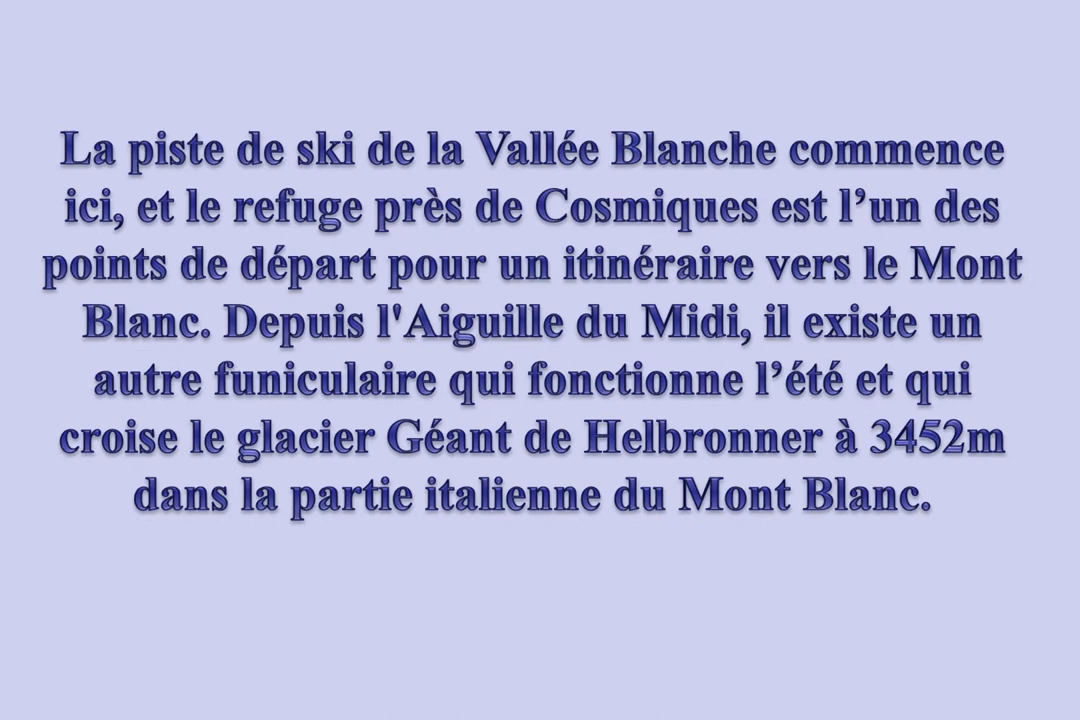 La piste de ski de la Vallée Blanche commence
ici, et le refuge près de Cosmiques est l’un des
points de départ pour un itinéraire vers le Mont
Blanc. Depuis l'Aiguille du Midi, il existe un
autre funiculaire qui fonctionne l’été et qui
croise le glacier Géant de Helbronner à 3452m
dans la partie italienne du Mont Blanc.